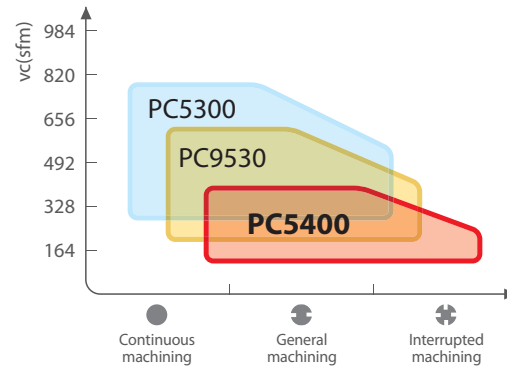 vc(sfm)
984
820
656
492
328
164
PC5300
PC9530
PC5400
Continuous
machining
General
machining
Interrupted
machining